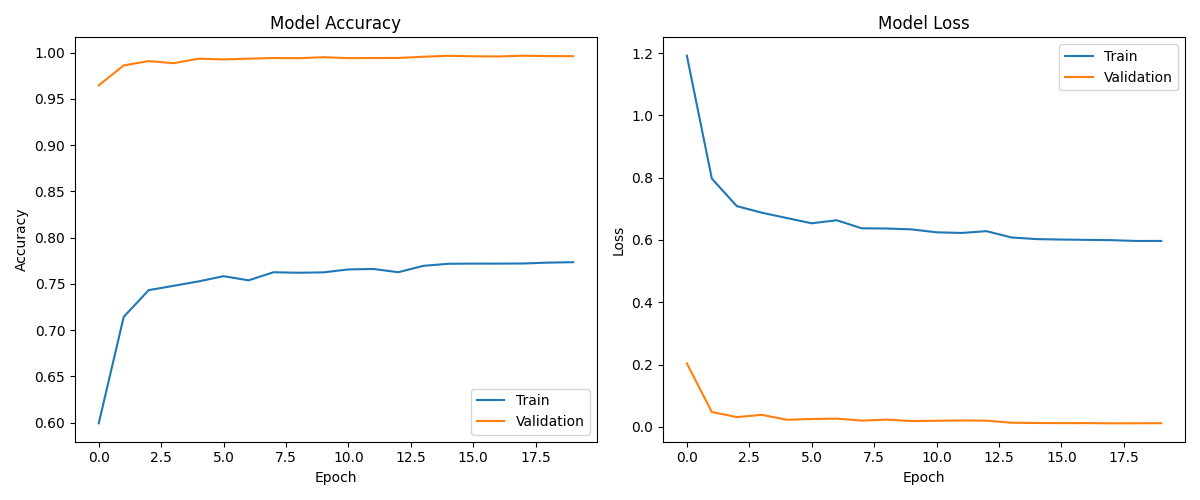 Model Accuracy
Accuracy
1.00
0.95
0.90
0.85
0.80
0.75
0.70
0.65
0.60
Train
Validation
0.0 2.5 5.0 7.5 10.0 12.5 15.0 17.5
Epoch
Model Loss
Loss
1.2
1.0
0.8
0.6
0.4
0.2
0.0
Train
Validation
0.0 2.5 5.0 7.5 10.0 12.5 15.0 17.5
Epoch